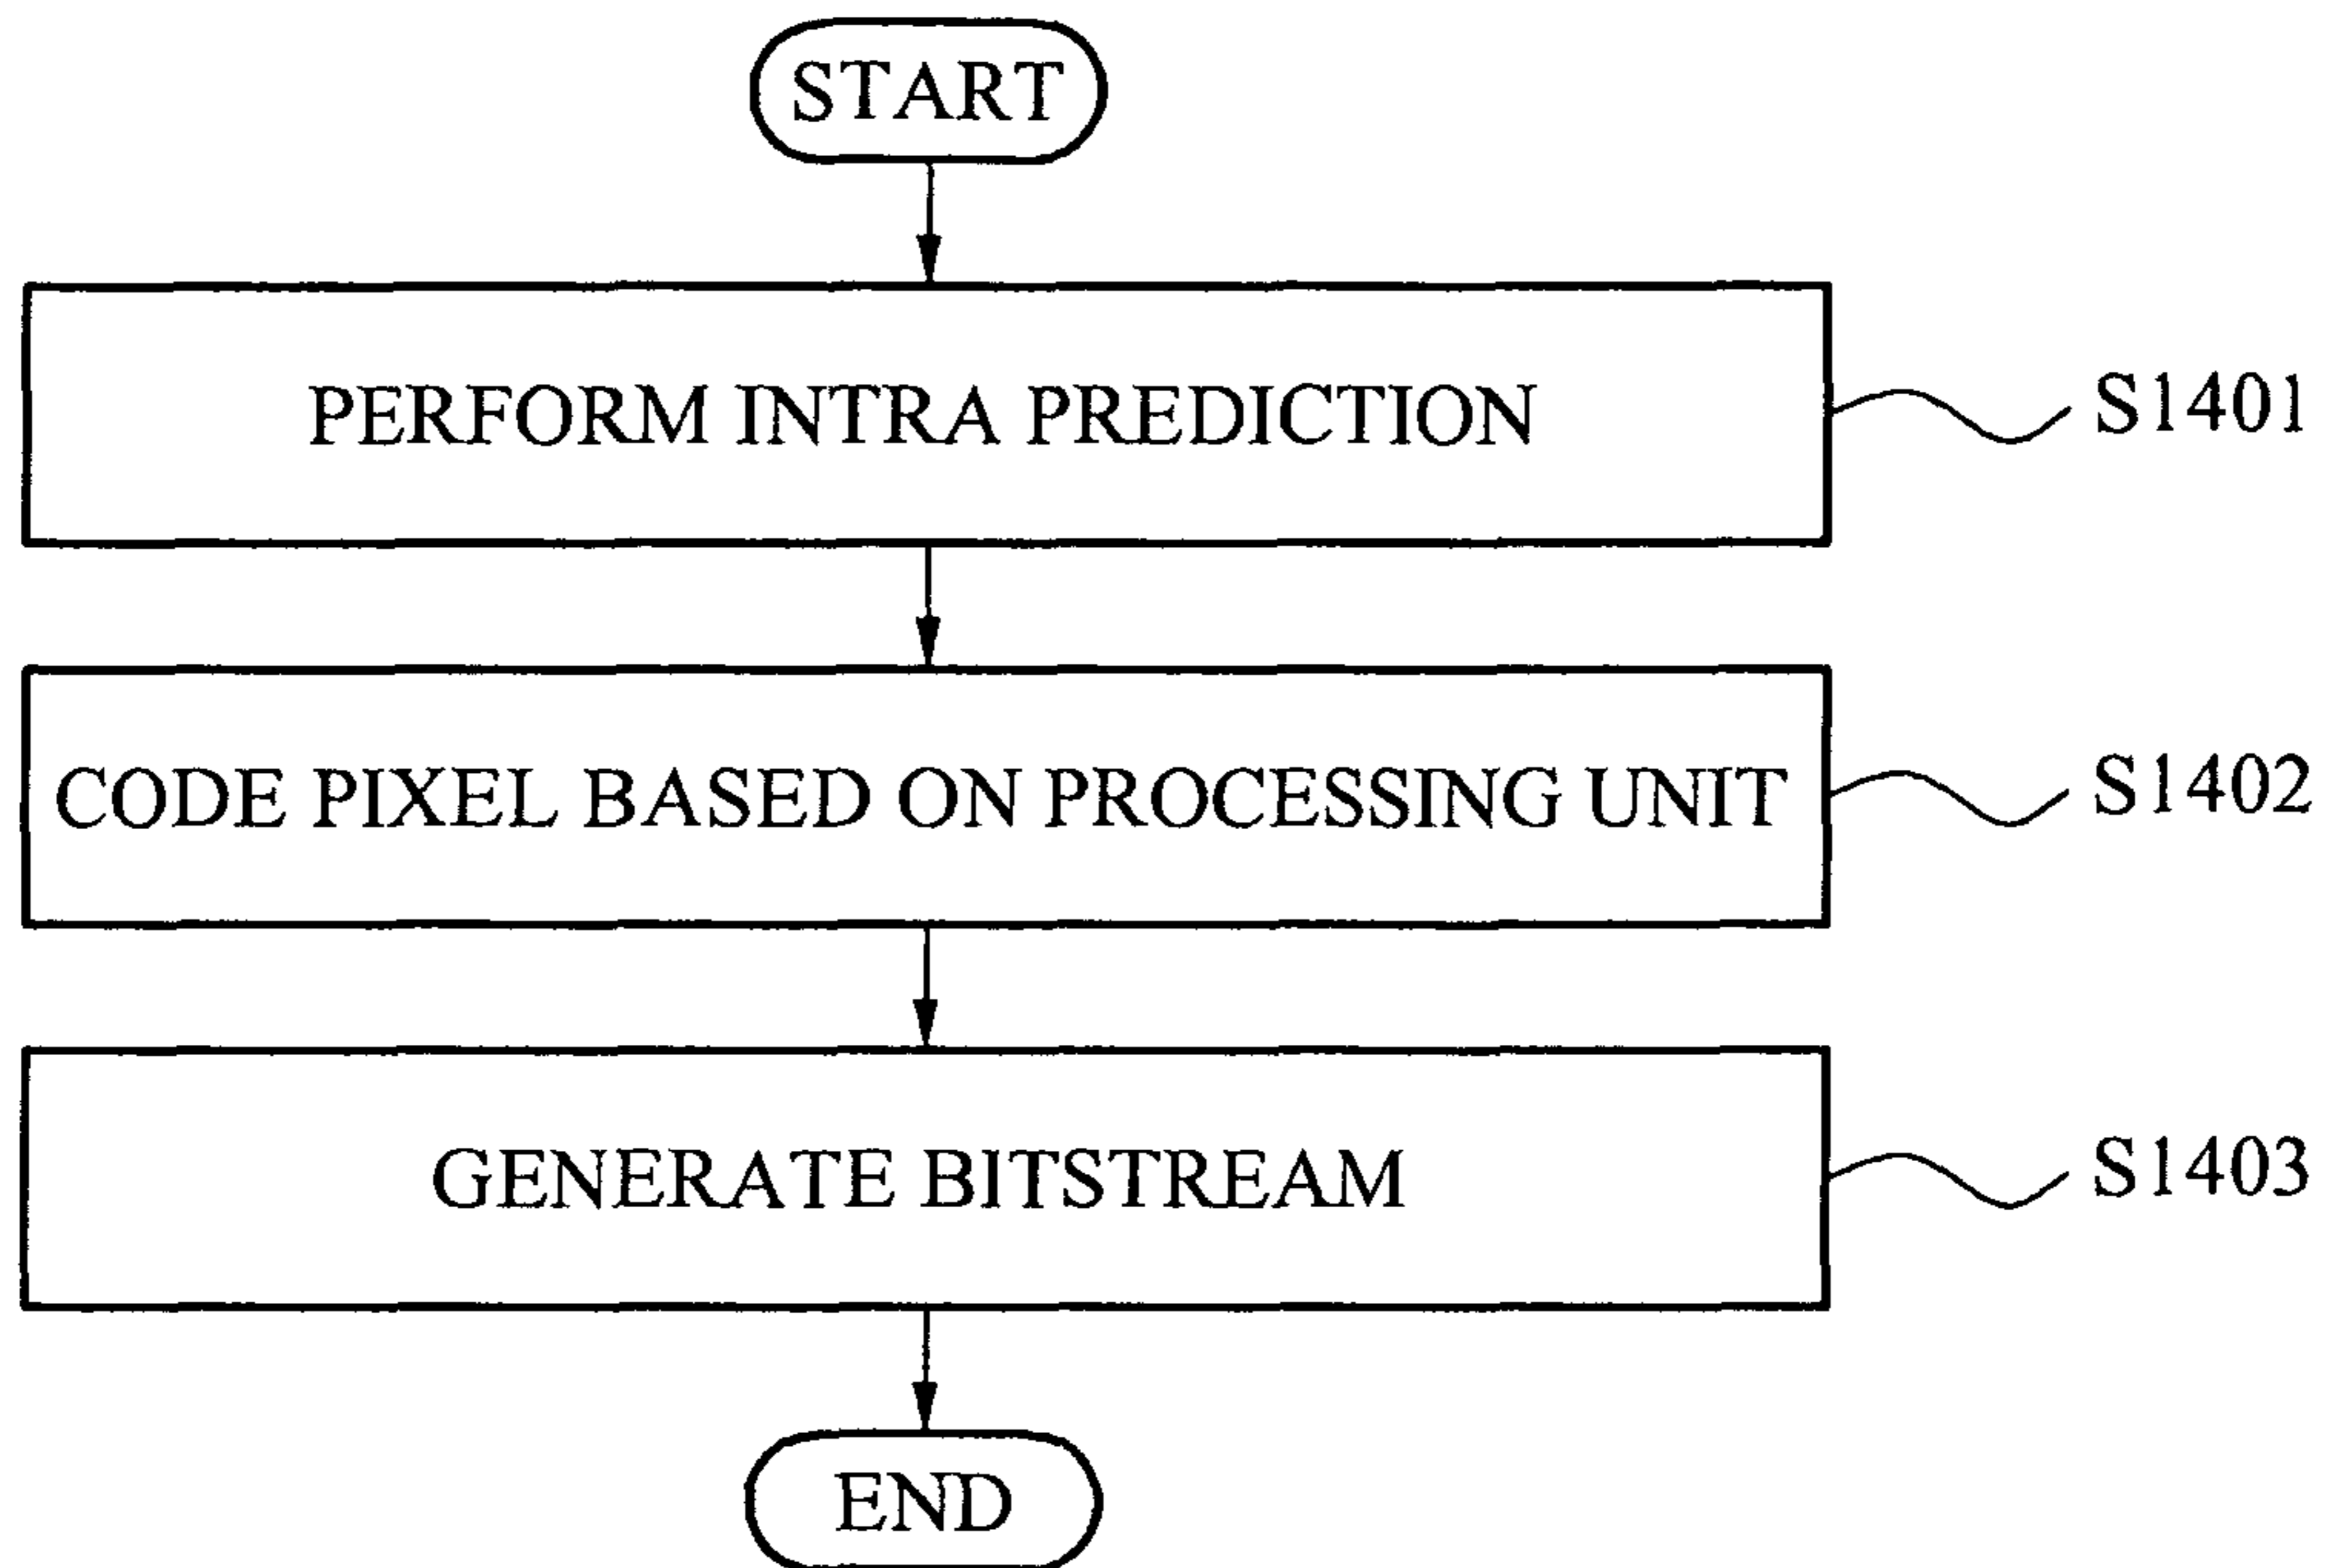 START
PERFORM INTRA PREDICTION
S1401
CODE PIXEL BASED ON PROCESSING UNIT
S1402
GENERATE BITSTREAM
S1403
END